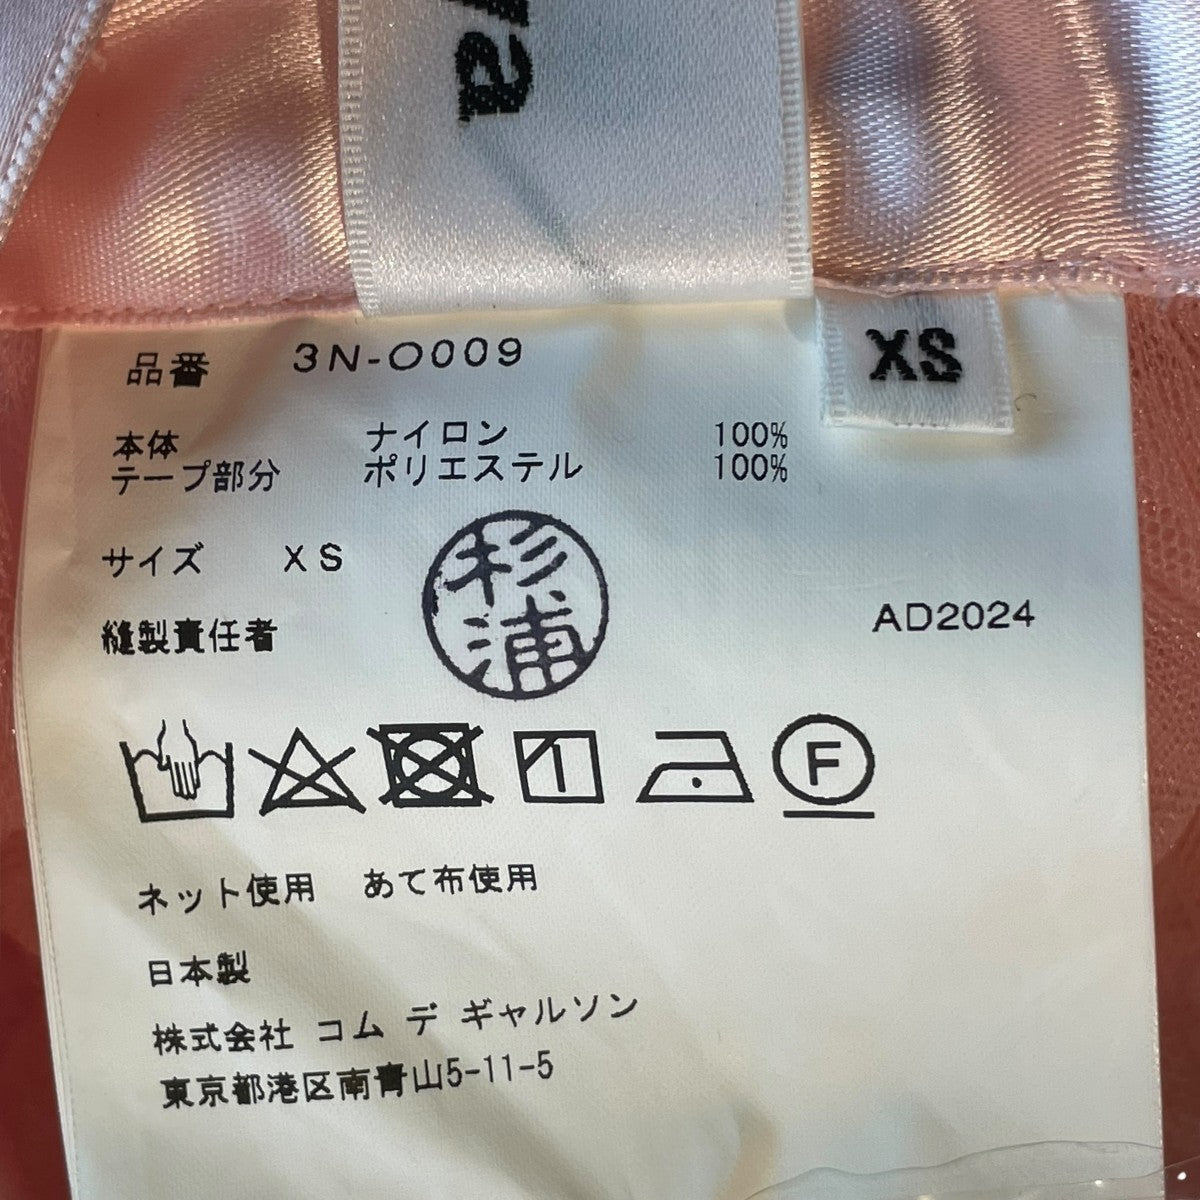 va
XS
品番 3N-O009
本体 ナイロン 100%
テープ部分 ポリエステル 100%
サイズ XS
縫製責任者 杉浦
AD2024
F
ネット使用 あて布使用
日本製
株式会社 コム デ ギャルソン
東京都港区南青山5-11-5